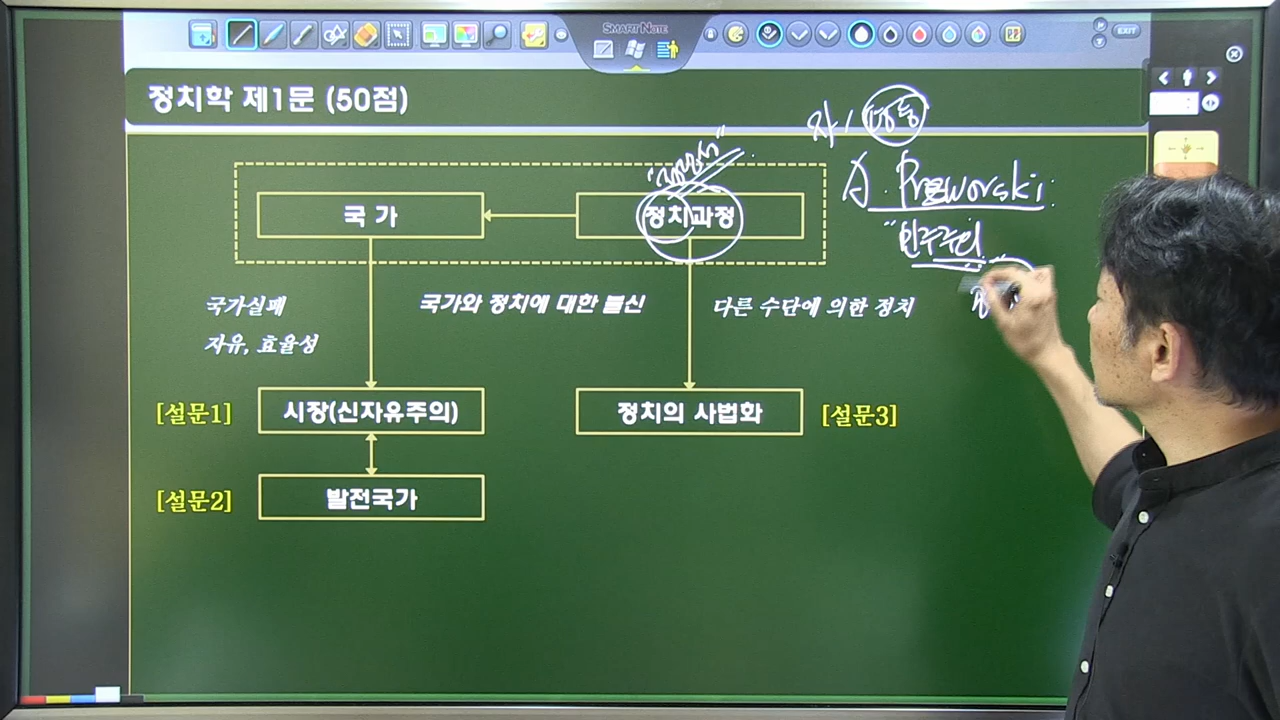 SMARTNOTE
EXIT
정치학 제1문 (50점)
자 / 평등
A. Przeworski
"민주주의"
국 가
정치과정
국가실패
자유, 효율성
국가와 정치에 대한 불신
다른 수단에 의한 정치
[설문1]
시장(신자유주의)
정치의 사법화
[설문3]
[설문2]
발전국가